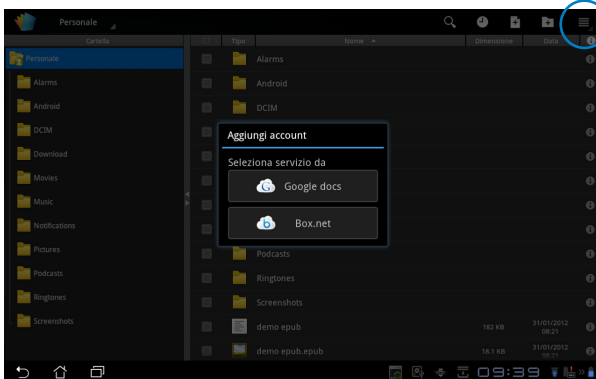 Personale
Cartella
Tipo Nome Dimensione Data
Personale
Alarms
Android
DCIM
Download
Movies
Music
Notifications
Pictures
Podcasts
Ringtones
Screenshots
Alarms
Android
DCIM
Aggiungi account
Seleziona servizio da
G Google docs
b Box.net
Podcasts
Ringtones
Screenshots
demo epub 182 KB 31/01/2012 08:21
demo epub.epub 18.1 KB 31/01/2012 08:21
09:39